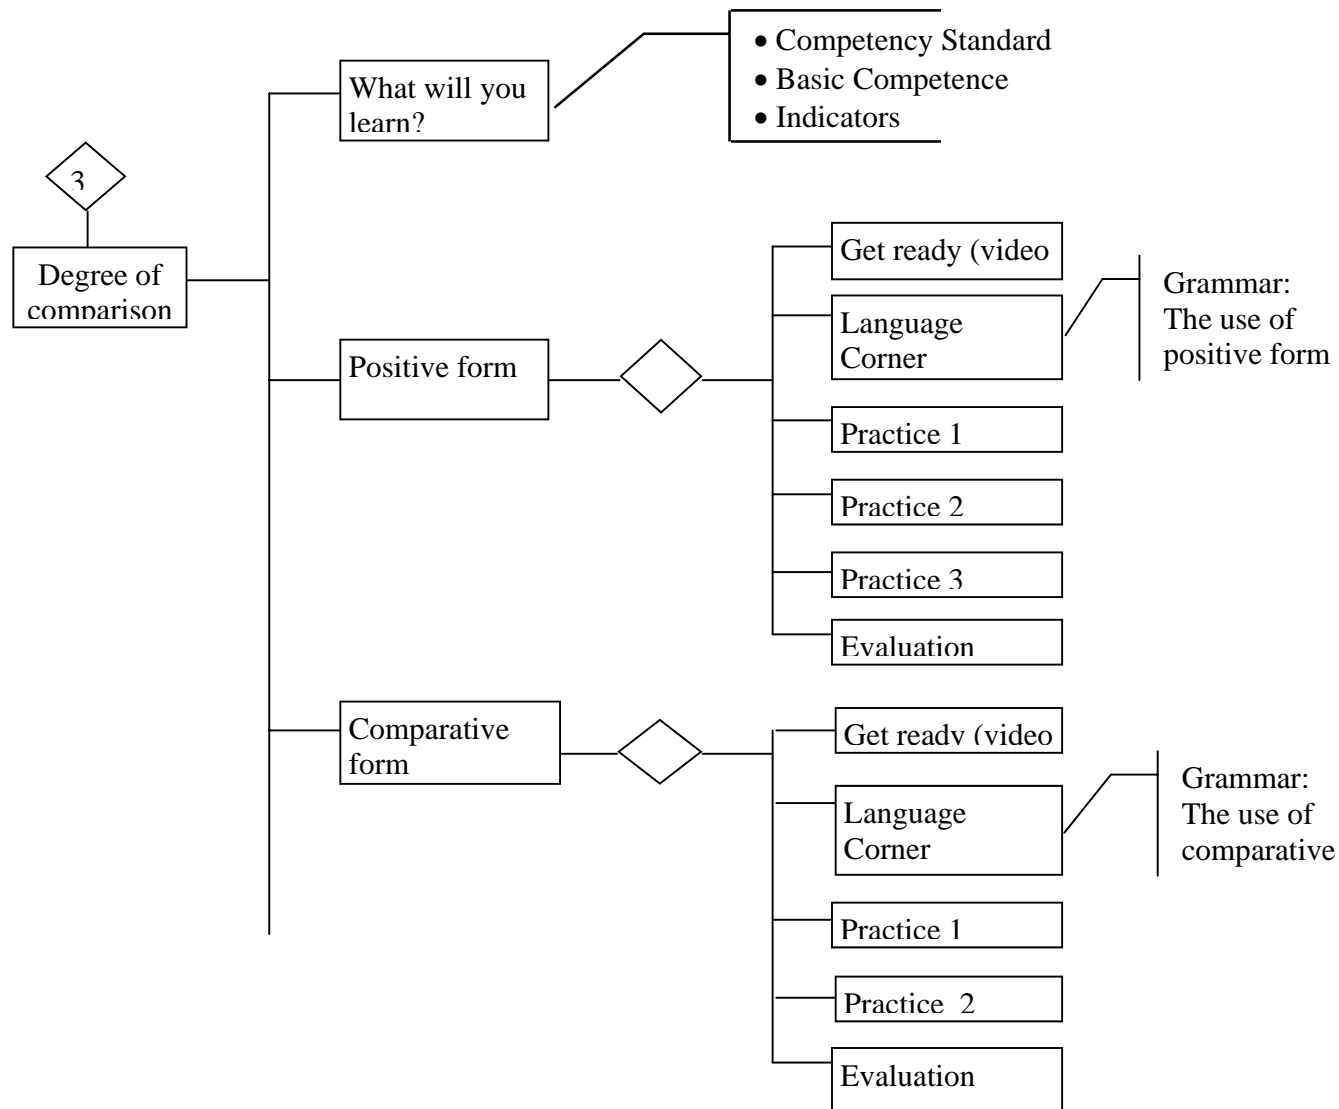 What will you
learn?
• Competency Standard
• Basic Competence
• Indicators
3
Degree of
comparison
Positive form
Get ready (video
Language
Corner
Grammar:
The use of
positive form
Practice 1
Practice 2
Practice 3
Evaluation
Comparative
form
Get ready (video
Language
Corner
Grammar:
The use of
comparative
Practice 1
Practice 2
Evaluation